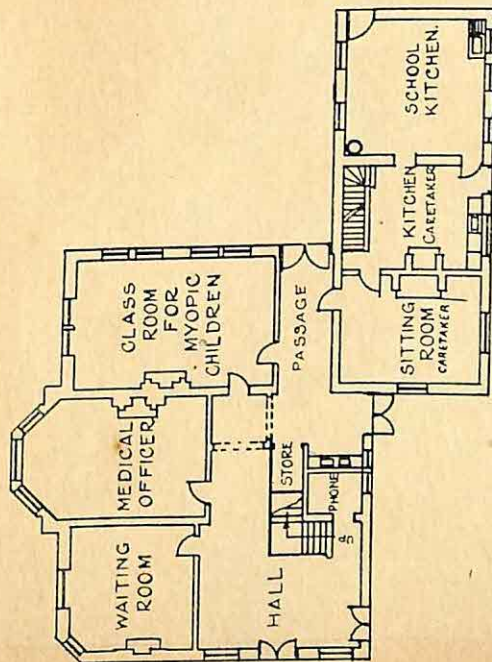 WAITING
ROOM
MEDICAL
OFFICER
CLASS
ROOM
FOR
MYOPIC
CHILDREN
HALL
UP
PHONE
STORE
PASSAGE
SITTING
ROOM
CARETAKER
KITCHEN
CARETAKER
SCHOOL
KITCHEN.